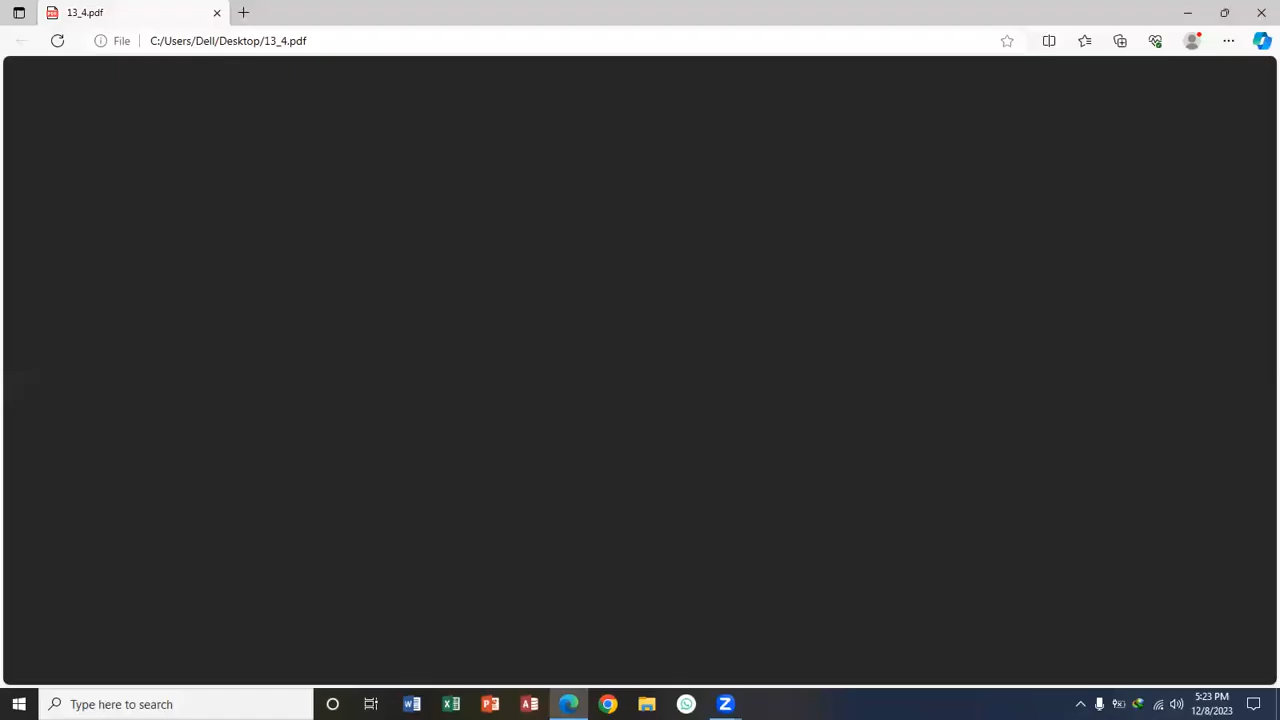 13_4.pdf
File C:/Users/Dell/Desktop/13_4.pdf
Type here to search
5:23 PM
12/8/2023